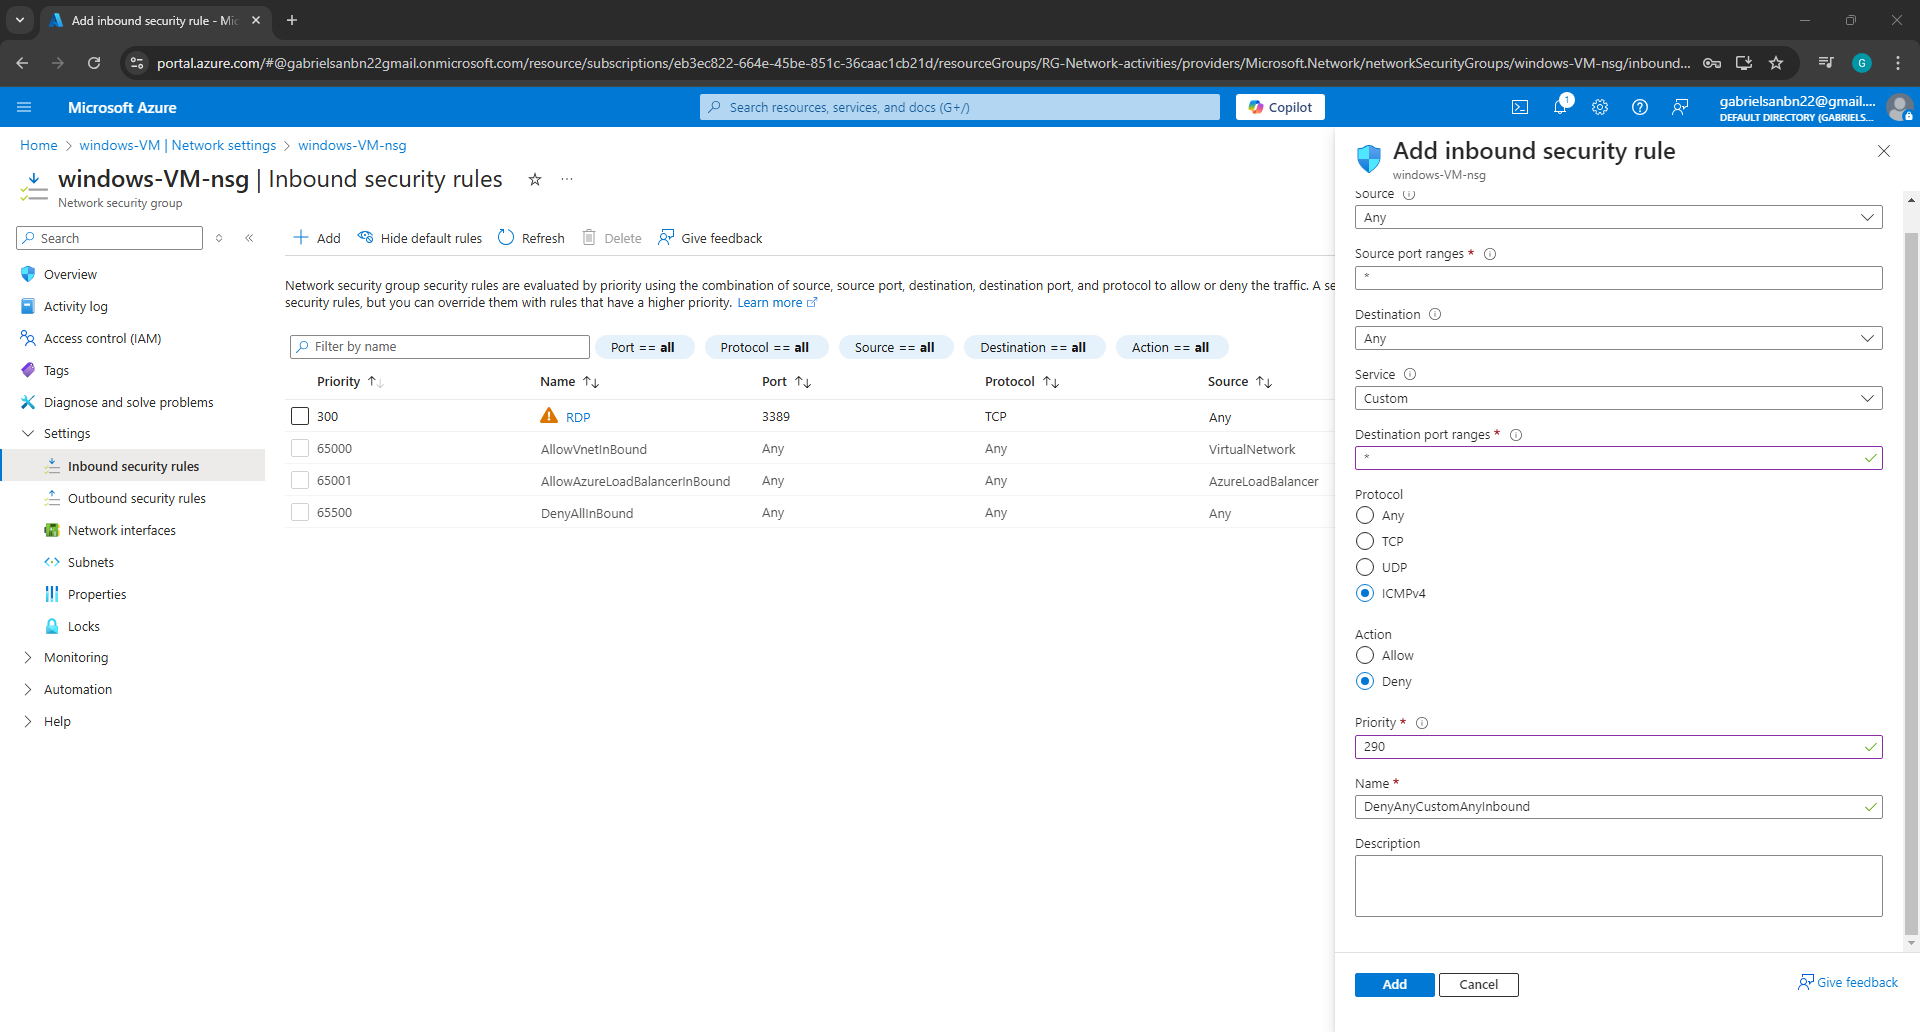 Add inbound security rule - Mic
portal.azure.com/#@gabrielsanbn22gmail.onmicrosoft.com/resource/subscriptions/eb3ec822-664e-45be-851c-36caac1cb21d/resourceGroups/RG-Network-activities/providers/Microsoft.Network/networkSecurityGroups/windows-VM-nsg/inbound...
G
Microsoft Azure
Search resources, services, and docs (G+/)
Copilot
1
gabrielsanbn22@gmail....
DEFAULT DIRECTORY (GABRIELS...
Home > windows-VM | Network settings > windows-VM-nsg
windows-VM-nsg | Inbound security rules
Network security group
Search
Overview
Activity log
Access control (IAM)
Tags
Diagnose and solve problems
Settings
Inbound security rules
Outbound security rules
Network interfaces
Subnets
Properties
Locks
Monitoring
Automation
Help
Add Hide default rules Refresh Delete Give feedback
Network security group security rules are evaluated by priority using the combination of source, source port, destination, destination port, and protocol to allow or deny the traffic. A se
security rules, but you can override them with rules that have a higher priority. Learn more
Filter by name Port == all Protocol == all Source == all Destination == all Action == all
Priority Name Port Protocol Source
300 RDP 3389 TCP Any
65000 AllowVnetInBound Any Any VirtualNetwork
65001 AllowAzureLoadBalancerInBound Any Any AzureLoadBalancer
65500 DenyAllInBound Any Any Any
Add inbound security rule
windows-VM-nsg
Source
Any
Source port ranges *
*
Destination
Any
Service
Custom
Destination port ranges *
*
Protocol
Any
TCP
UDP
ICMPv4
Action
Allow
Deny
Priority *
290
Name *
DenyAnyCustomAnyInbound
Description
Add Cancel Give feedback